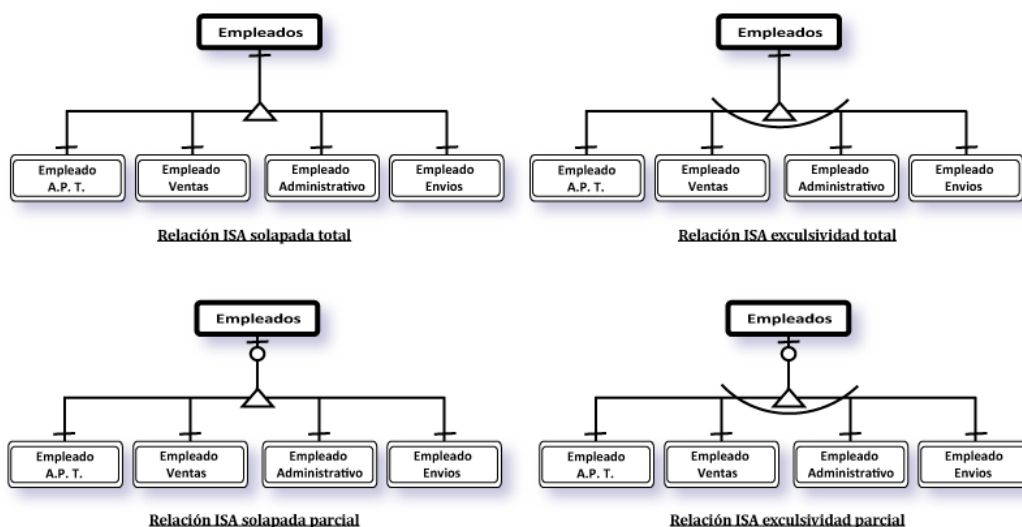 Empleados
Empleado
A.P. T.
Empleado
Ventas
Empleado
Administrativo
Empleado
Envios
Relación ISA solapada total
Empleados
Empleado
A.P. T.
Empleado
Ventas
Empleado
Administrativo
Empleado
Envios
Relación ISA exculsividad total
Empleados
Empleado
A.P. T.
Empleado
Ventas
Empleado
Administrativo
Empleado
Envios
Relación ISA solapada parcial
Empleados
Empleado
A.P. T.
Empleado
Ventas
Empleado
Administrativo
Empleado
Envios
Relación ISA exculsividad parcial